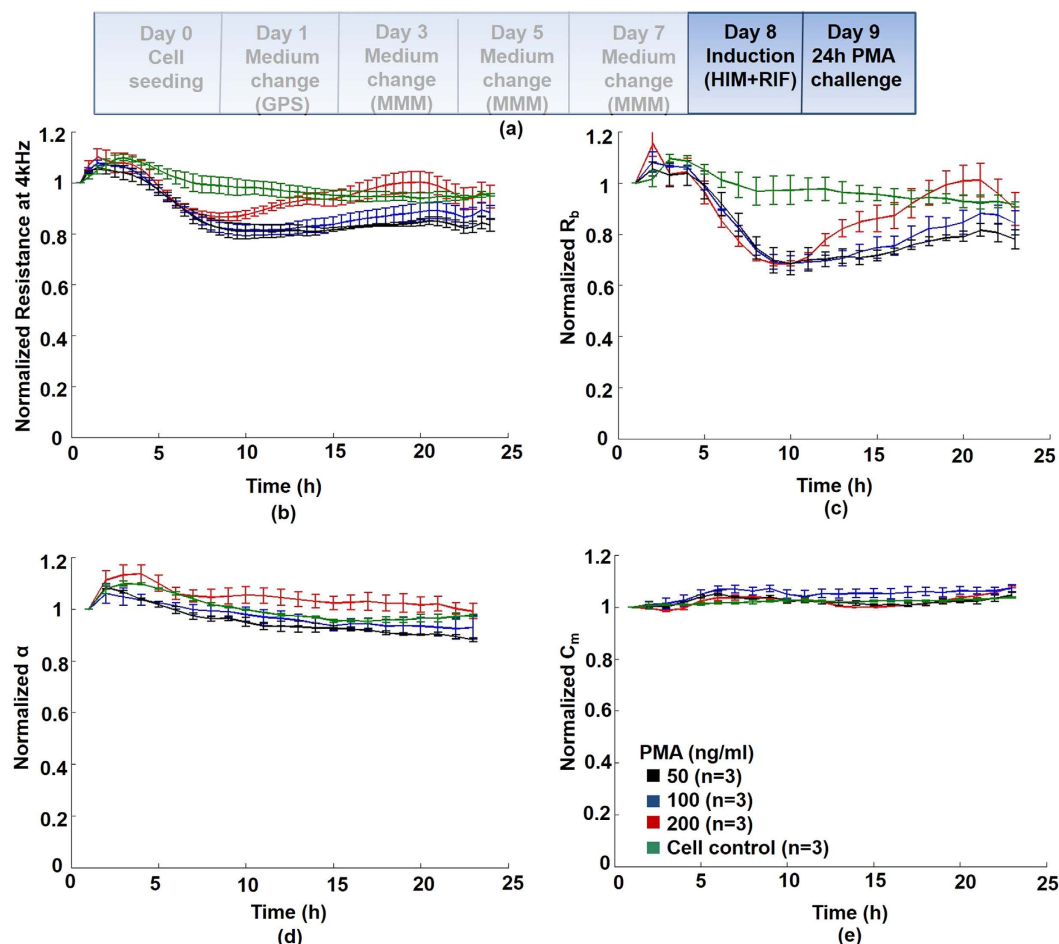 Day 0
Cell
seeding
Day 1
Medium
change
(GPS)
Day 3
Medium
change
(MMM)
Day 5
Medium
change
(MMM)
Day 7
Medium
change
(MMM)
Day 8
Induction
(HIM+RIF)
Day 9
24h PMA
challenge
(a)
Normalized Resistance at 4kHz
1.2
1
0.8
0.6
0.4
0.2
0
0 5 10 15 20 25
Time (h)
(b)
Normalized R_b
1.2
1
0.8
0.6
0.4
0.2
0
0 5 10 15 20 25
Time (h)
(c)
Normalized α
1.2
1
0.8
0.6
0.4
0.2
0
0 5 10 15 20 25
Time (h)
(d)
Normalized C_m
1.2
1
0.8
0.6
0.4
0.2
0
PMA (ng/ml)
50 (n=3)
100 (n=3)
200 (n=3)
Cell control (n=3)
0 5 10 15 20 25
Time (h)
(e)